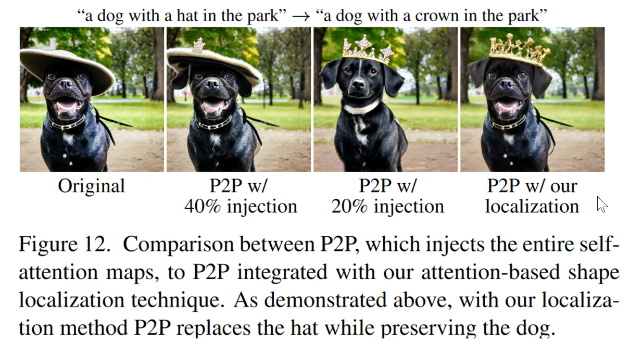 “a dog with a hat in the park” → “a dog with a crown in the park”
Original
P2P w/
40% injection
P2P w/
20% injection
P2P w/ our
localization
Figure 12. Comparison between P2P, which injects the entire self-
attention maps, to P2P integrated with our attention-based shape
localization technique. As demonstrated above, with our localiza-
tion method P2P replaces the hat while preserving the dog.